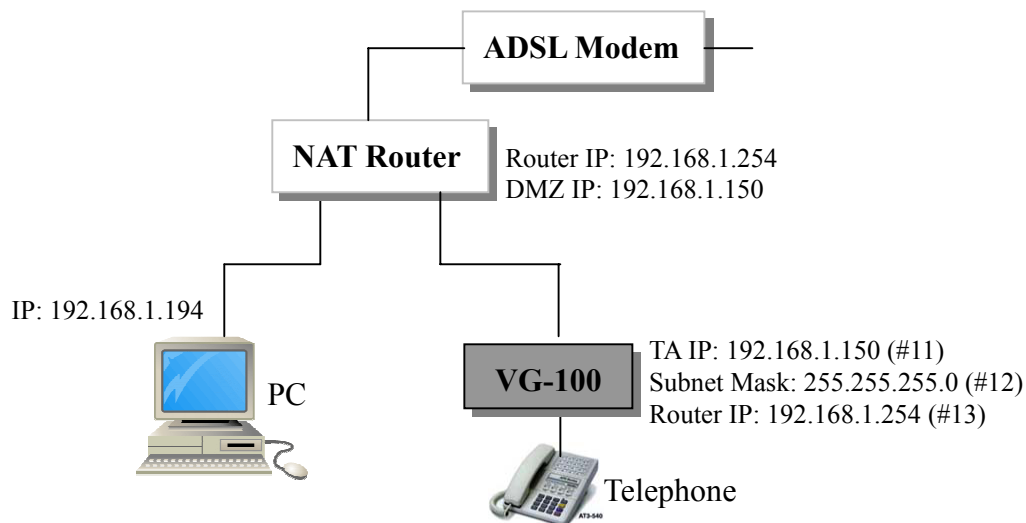 ADSL Modem
NAT Router
Router IP: 192.168.1.254
DMZ IP: 192.168.1.150
IP: 192.168.1.194
PC
VG-100
TA IP: 192.168.1.150 (#11)
Subnet Mask: 255.255.255.0 (#12)
Router IP: 192.168.1.254 (#13)
Telephone
AT3-540